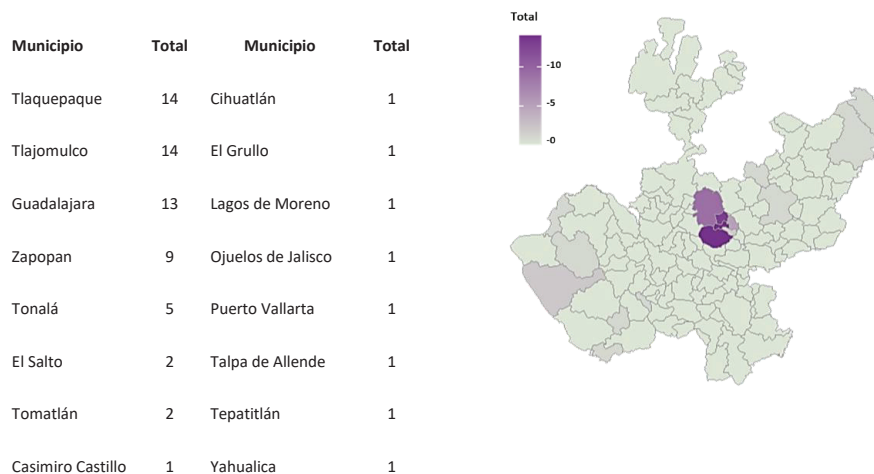 Municipio Total Municipio Total
Tlaquepaque 14 Cihuatlán 1
Tlajomulco 14 El Grullo 1
Guadalajara 13 Lagos de Moreno 1
Zapopan 9 Ojuelos de Jalisco 1
Tonalá 5 Puerto Vallarta 1
El Salto 2 Talpa de Allende 1
Tomatlán 2 Tepatitlán 1
Casimiro Castillo 1 Yahualica 1
Total
-10
-5
-0